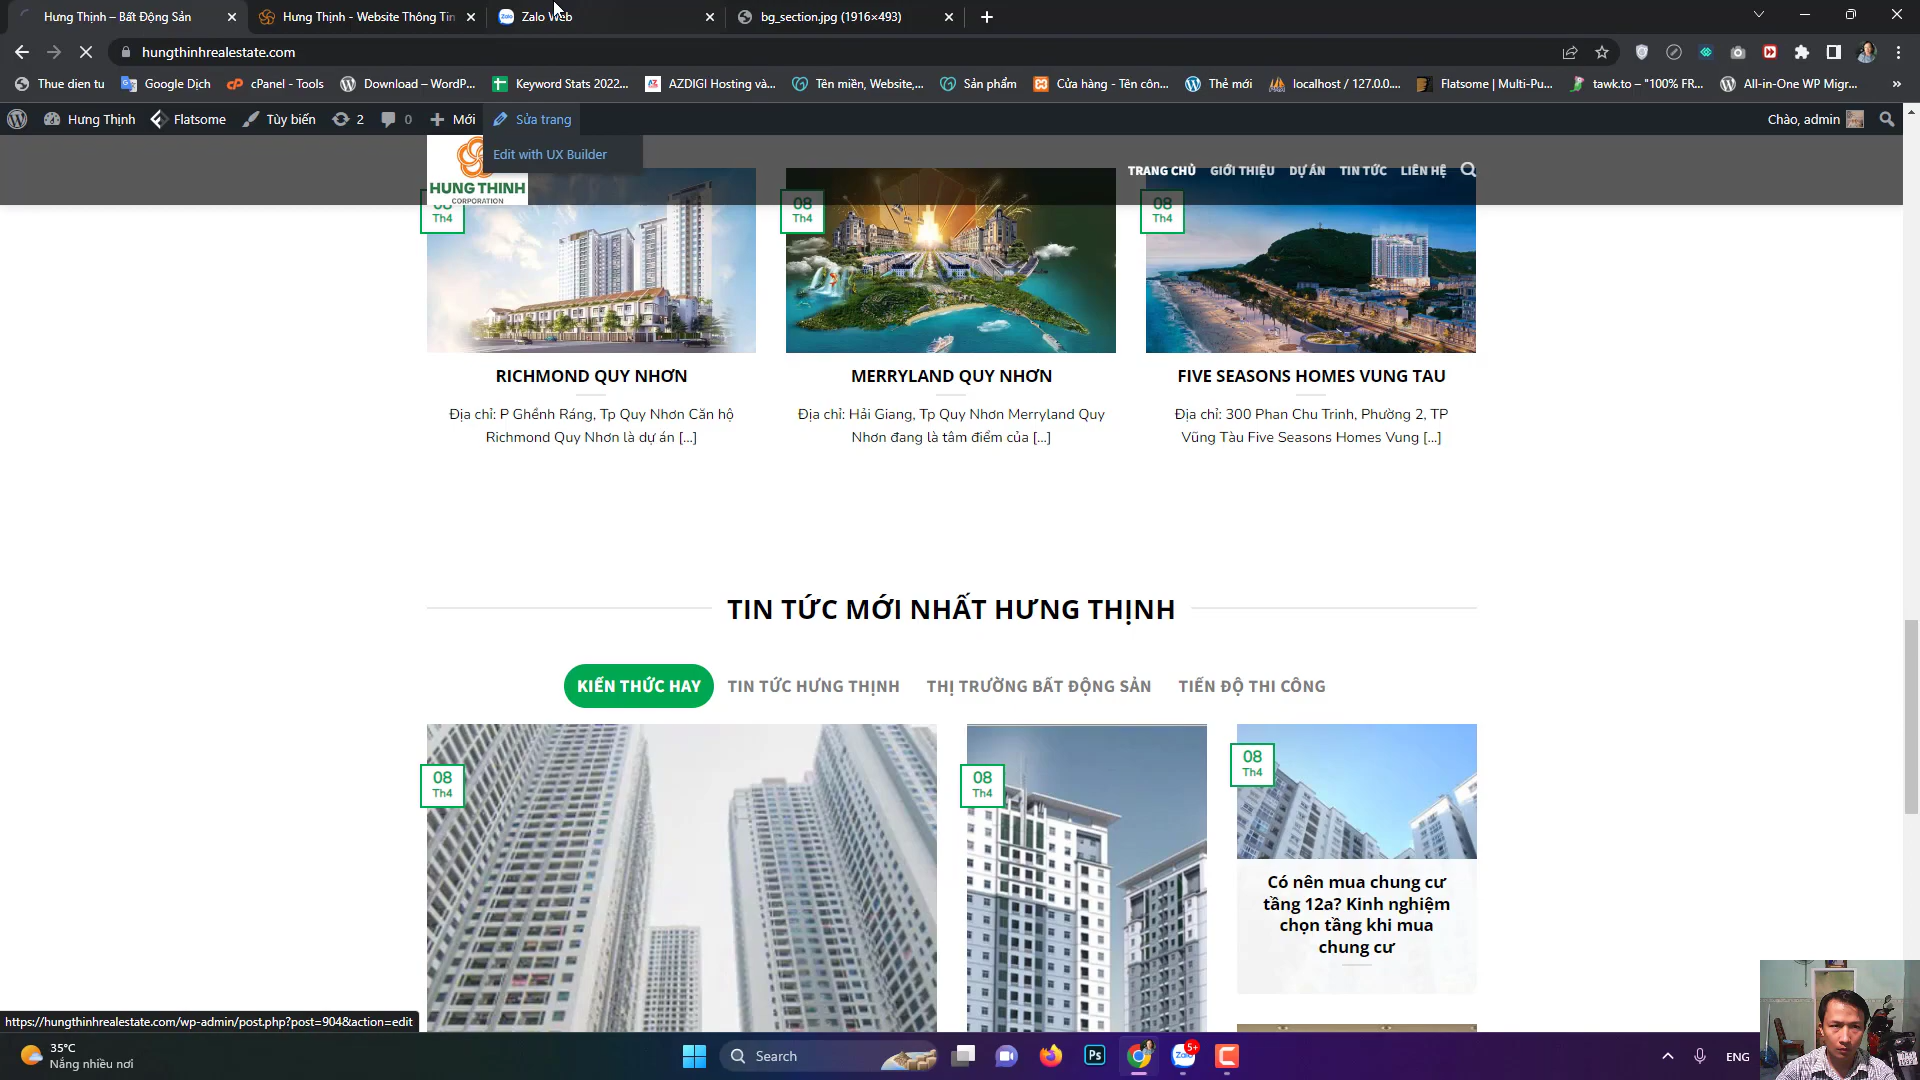 Hưng Thịnh – Bất Động Sản
Hưng Thịnh - Website Thông Tin
Zalo Web
bg_section.jpg (1916×493)
hungthinhrealestate.com
Thue dien tu
Google Dịch
cPanel - Tools
Download – WordP...
Keyword Stats 2022...
AZDIGI Hosting và...
Tên miền, Website,...
Sản phẩm
Cửa hàng - Tên côn...
Thẻ mới
localhost / 127.0.0....
Flatsome | Multi-Pu...
tawk.to – "100% FR...
All-in-One WP Migr...
»
Hưng Thịnh
Flatsome
Tùy biến
2
0
Mới
Sửa trang
Chào, admin
Edit with UX Builder
HUNG THINH
CORPORATION
TRANG CHỦ
GIỚI THIỆU
DỰ ÁN
TIN TỨC
LIÊN HỆ
08
Th4
08
Th4
08
Th4
RICHMOND QUY NHƠN
Địa chỉ: P Ghềnh Ráng, Tp Quy Nhơn Căn hộ
Richmond Quy Nhơn là dự án [...]
MERRYLAND QUY NHƠN
Địa chỉ: Hải Giang, Tp Quy Nhơn Merryland Quy
Nhơn đang là tâm điểm của [...]
FIVE SEASONS HOMES VUNG TAU
Địa chỉ: 300 Phan Chu Trinh, Phường 2, TP
Vũng Tàu Five Seasons Homes Vung [...]
TIN TỨC MỚI NHẤT HƯNG THỊNH
KIẾN THỨC HAY
TIN TỨC HƯNG THỊNH
THỊ TRƯỜNG BẤT ĐỘNG SẢN
TIẾN ĐỘ THI CÔNG
08
Th4
08
Th4
08
Th4
Có nên mua chung cư
tầng 12a? Kinh nghiệm
chọn tầng khi mua
chung cư
https://hungthinhrealestate.com/wp-admin/post.php?post=904&action=edit
35°C
Nắng nhiều nơi
Search
Ps
Zalo
5+
ENG